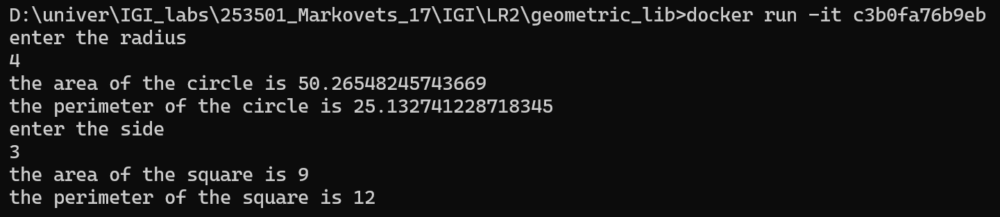 D:\univer\IGI_labs\253501_Markovets_17\IGI\LR2\geometric_lib>docker run -it c3b0fa76b9eb
enter the radius
4
the area of the circle is 50.26548245743669
the perimeter of the circle is 25.132741228718345
enter the side
3
the area of the square is 9
the perimeter of the square is 12